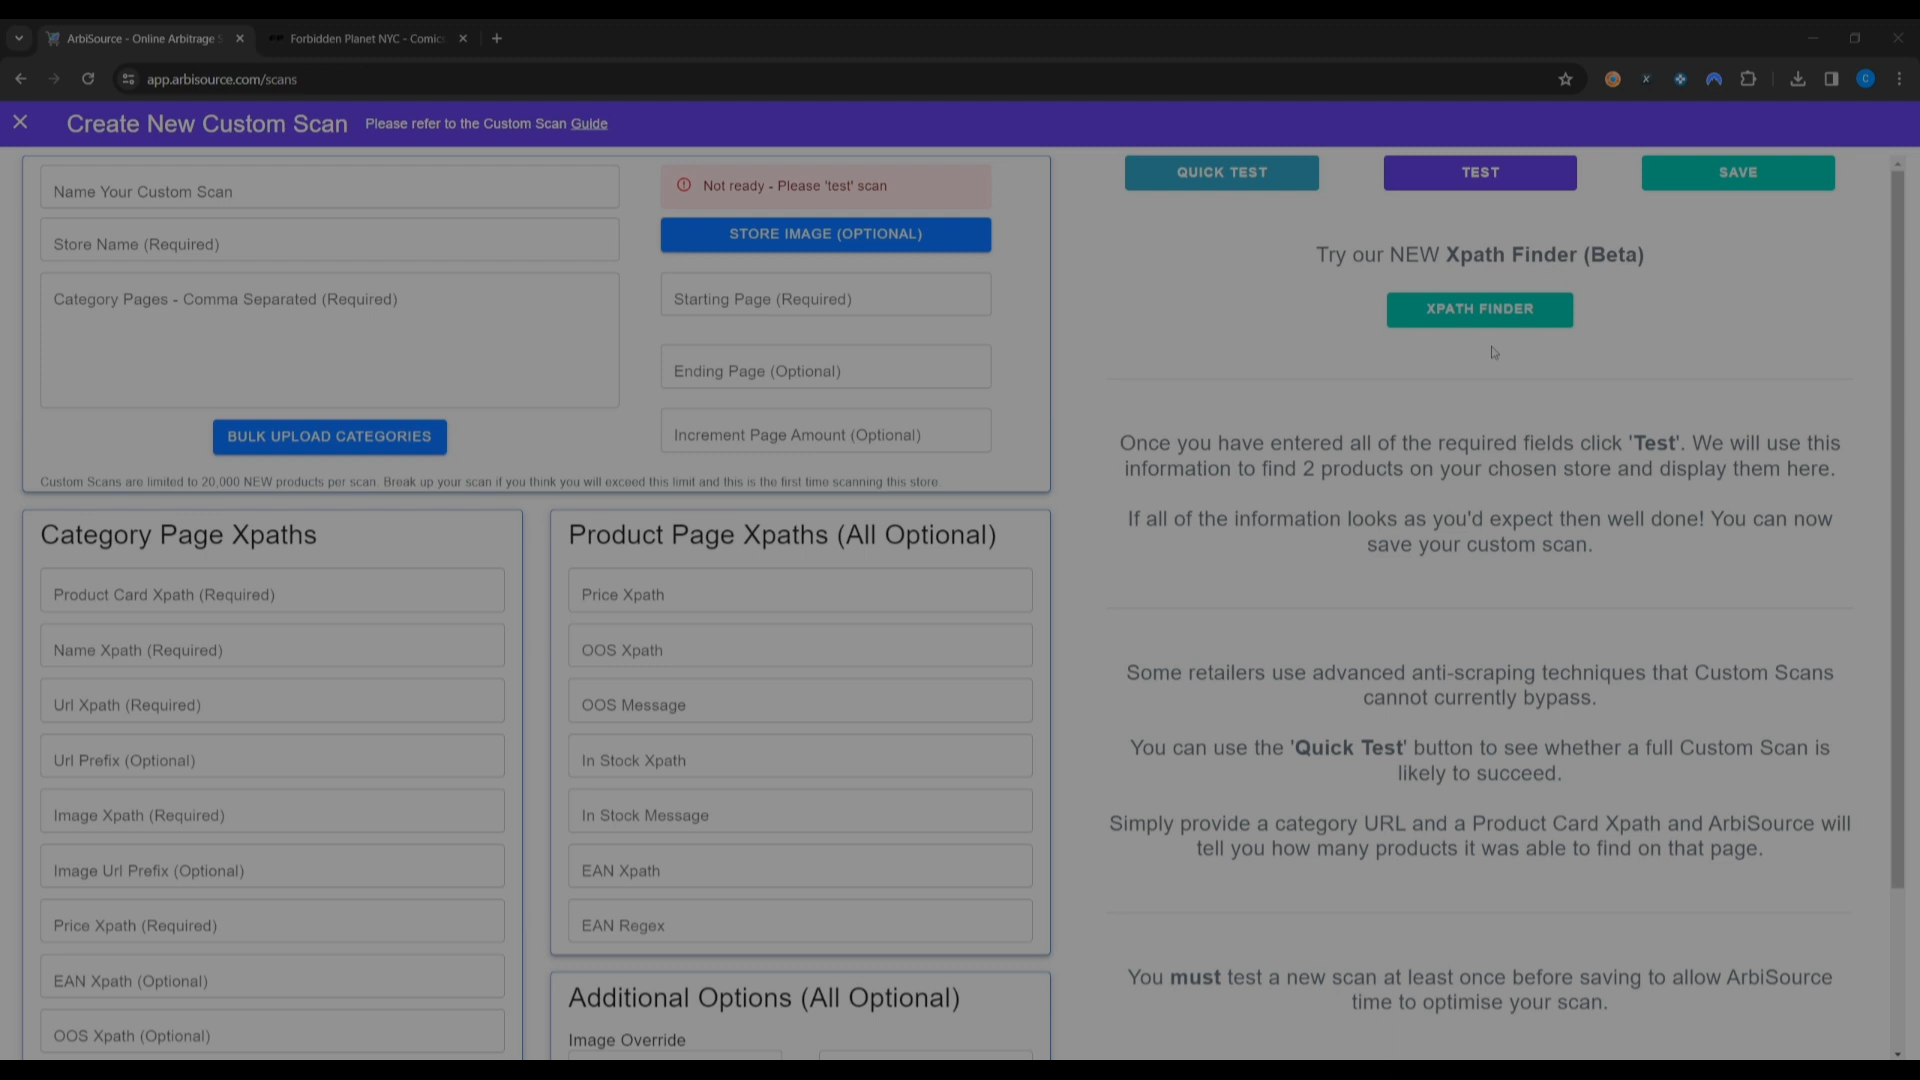 ArbiSource - Online Arbitrage S
Forbidden Planet NYC - Comic
app.arbisource.com/scans
C
Create New Custom Scan
Please refer to the Custom Scan Guide
Name Your Custom Scan
Store Name (Required)
Category Pages - Comma Separated (Required)
BULK UPLOAD CATEGORIES
Not ready - Please 'test' scan
STORE IMAGE (OPTIONAL)
Starting Page (Required)
Ending Page (Optional)
Increment Page Amount (Optional)
Custom Scans are limited to 20,000 NEW products per scan. Break up your scan if you think you will exceed this limit and this is the first time scanning this store.
Category Page Xpaths
Product Card Xpath (Required)
Name Xpath (Required)
Url Xpath (Required)
Url Prefix (Optional)
Image Xpath (Required)
Image Url Prefix (Optional)
Price Xpath (Required)
EAN Xpath (Optional)
OOS Xpath (Optional)
Product Page Xpaths (All Optional)
Price Xpath
OOS Xpath
OOS Message
In Stock Xpath
In Stock Message
EAN Xpath
EAN Regex
Additional Options (All Optional)
Image Override
QUICK TEST
TEST
SAVE
Try our NEW Xpath Finder (Beta)
XPATH FINDER
Once you have entered all of the required fields click 'Test'. We will use this
information to find 2 products on your chosen store and display them here.
If all of the information looks as you'd expect then well done! You can now
save your custom scan.
Some retailers use advanced anti-scraping techniques that Custom Scans
cannot currently bypass.
You can use the 'Quick Test' button to see whether a full Custom Scan is
likely to succeed.
Simply provide a category URL and a Product Card Xpath and ArbiSource will
tell you how many products it was able to find on that page.
You must test a new scan at least once before saving to allow ArbiSource
time to optimise your scan.